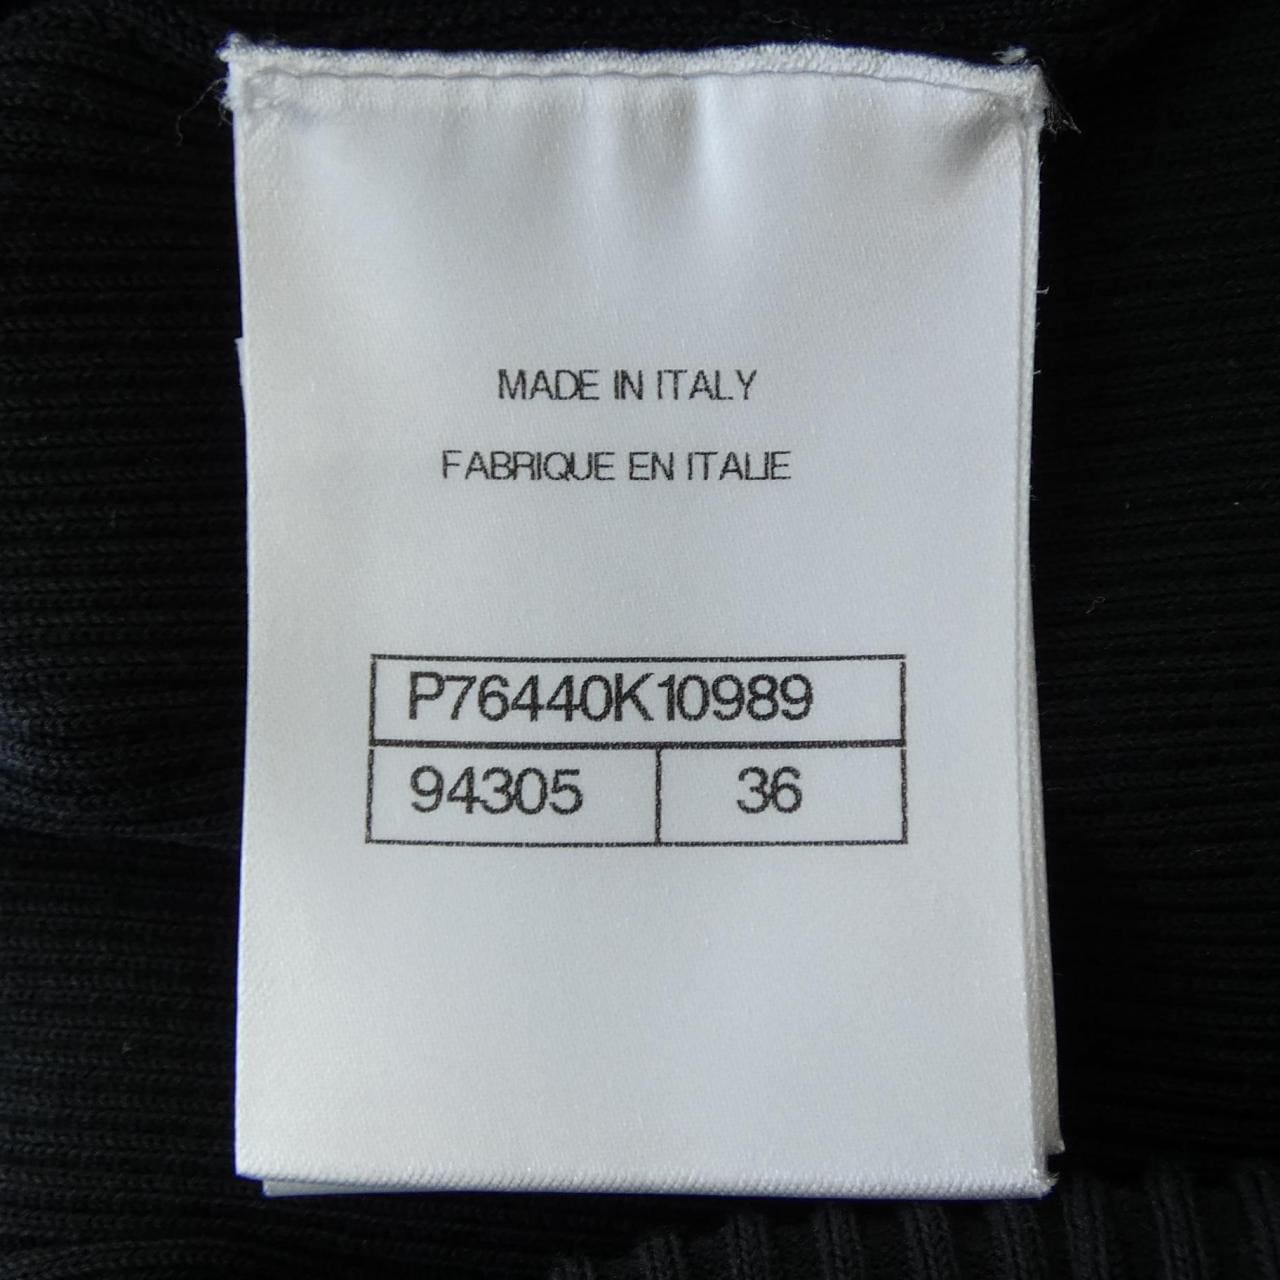 MADE IN ITALY
FABRIQUE EN ITALIE
P76440K10989
94305 36